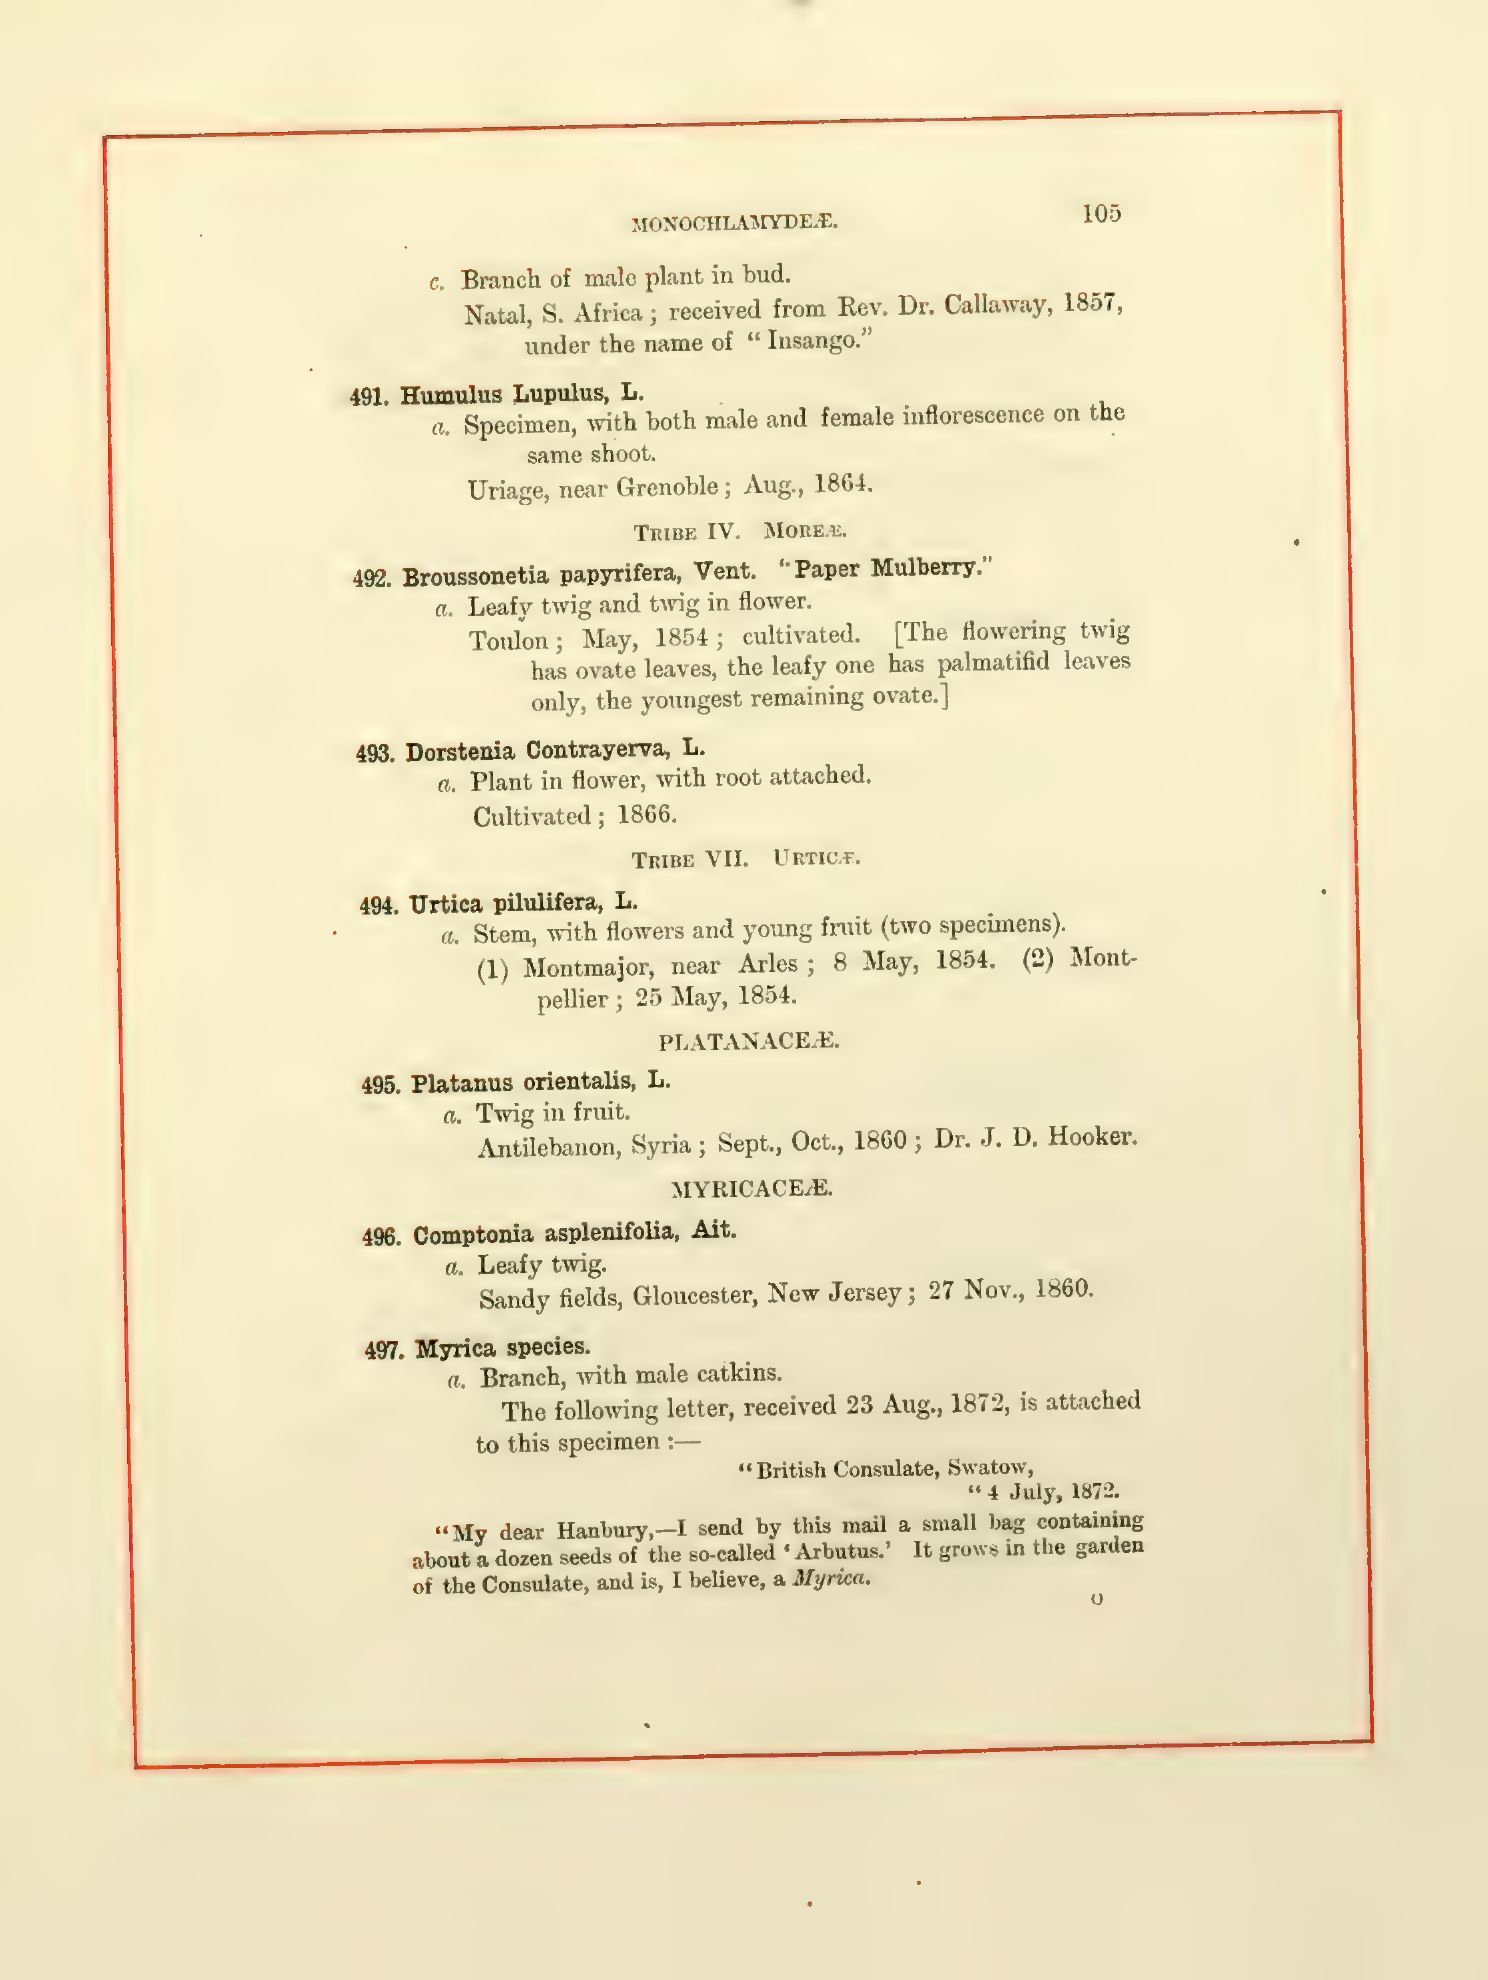 MONOCHLAMYDEÆ. 105
c. Branch of male plant in bud.
Natal, S. Africa; received from Rev. Dr. Callaway, 1857,
under the name of "Insango."
491. Humulus Lupulus, L.
a. Specimen, with both male and female inflorescence on the
same shoot.
Uriage, near Grenoble; Aug., 1864.
TRIBE IV. MOREÆ.
492. Broussonetia papyrifera, Vent. "Paper Mulberry."
a. Leafy twig and twig in flower.
Toulon; May, 1854; cultivated. [The flowering twig
has ovate leaves, the leafy one has palmatifid leaves
only, the youngest remaining ovate.]
493. Dorstenia Contrayerva, L.
a. Plant in flower, with root attached.
Cultivated; 1866.
TRIBE VII. URTICÆ.
494. Urtica pilulifera, L.
a. Stem, with flowers and young fruit (two specimens).
(1) Montmajor, near Arles; 8 May, 1854. (2) Mont-
pellier; 25 May, 1854.
PLATANACEÆ.
495. Platanus orientalis, L.
a. Twig in fruit.
Antilebanon, Syria; Sept., Oct., 1860; Dr. J. D. Hooker.
MYRICACEÆ.
496. Comptonia asplenifolia, Ait.
a. Leafy twig.
Sandy fields, Gloucester, New Jersey; 27 Nov., 1860.
497. Myrica species.
a. Branch, with male catkins.
The following letter, received 23 Aug., 1872, is attached
to this specimen:—
"British Consulate, Swatow,
"4 July, 1872.
"My dear Hanbury,—I send by this mail a small bag containing
about a dozen seeds of the so-called 'Arbutus.' It grows in the garden
of the Consulate, and is, I believe, a Myrica.
O